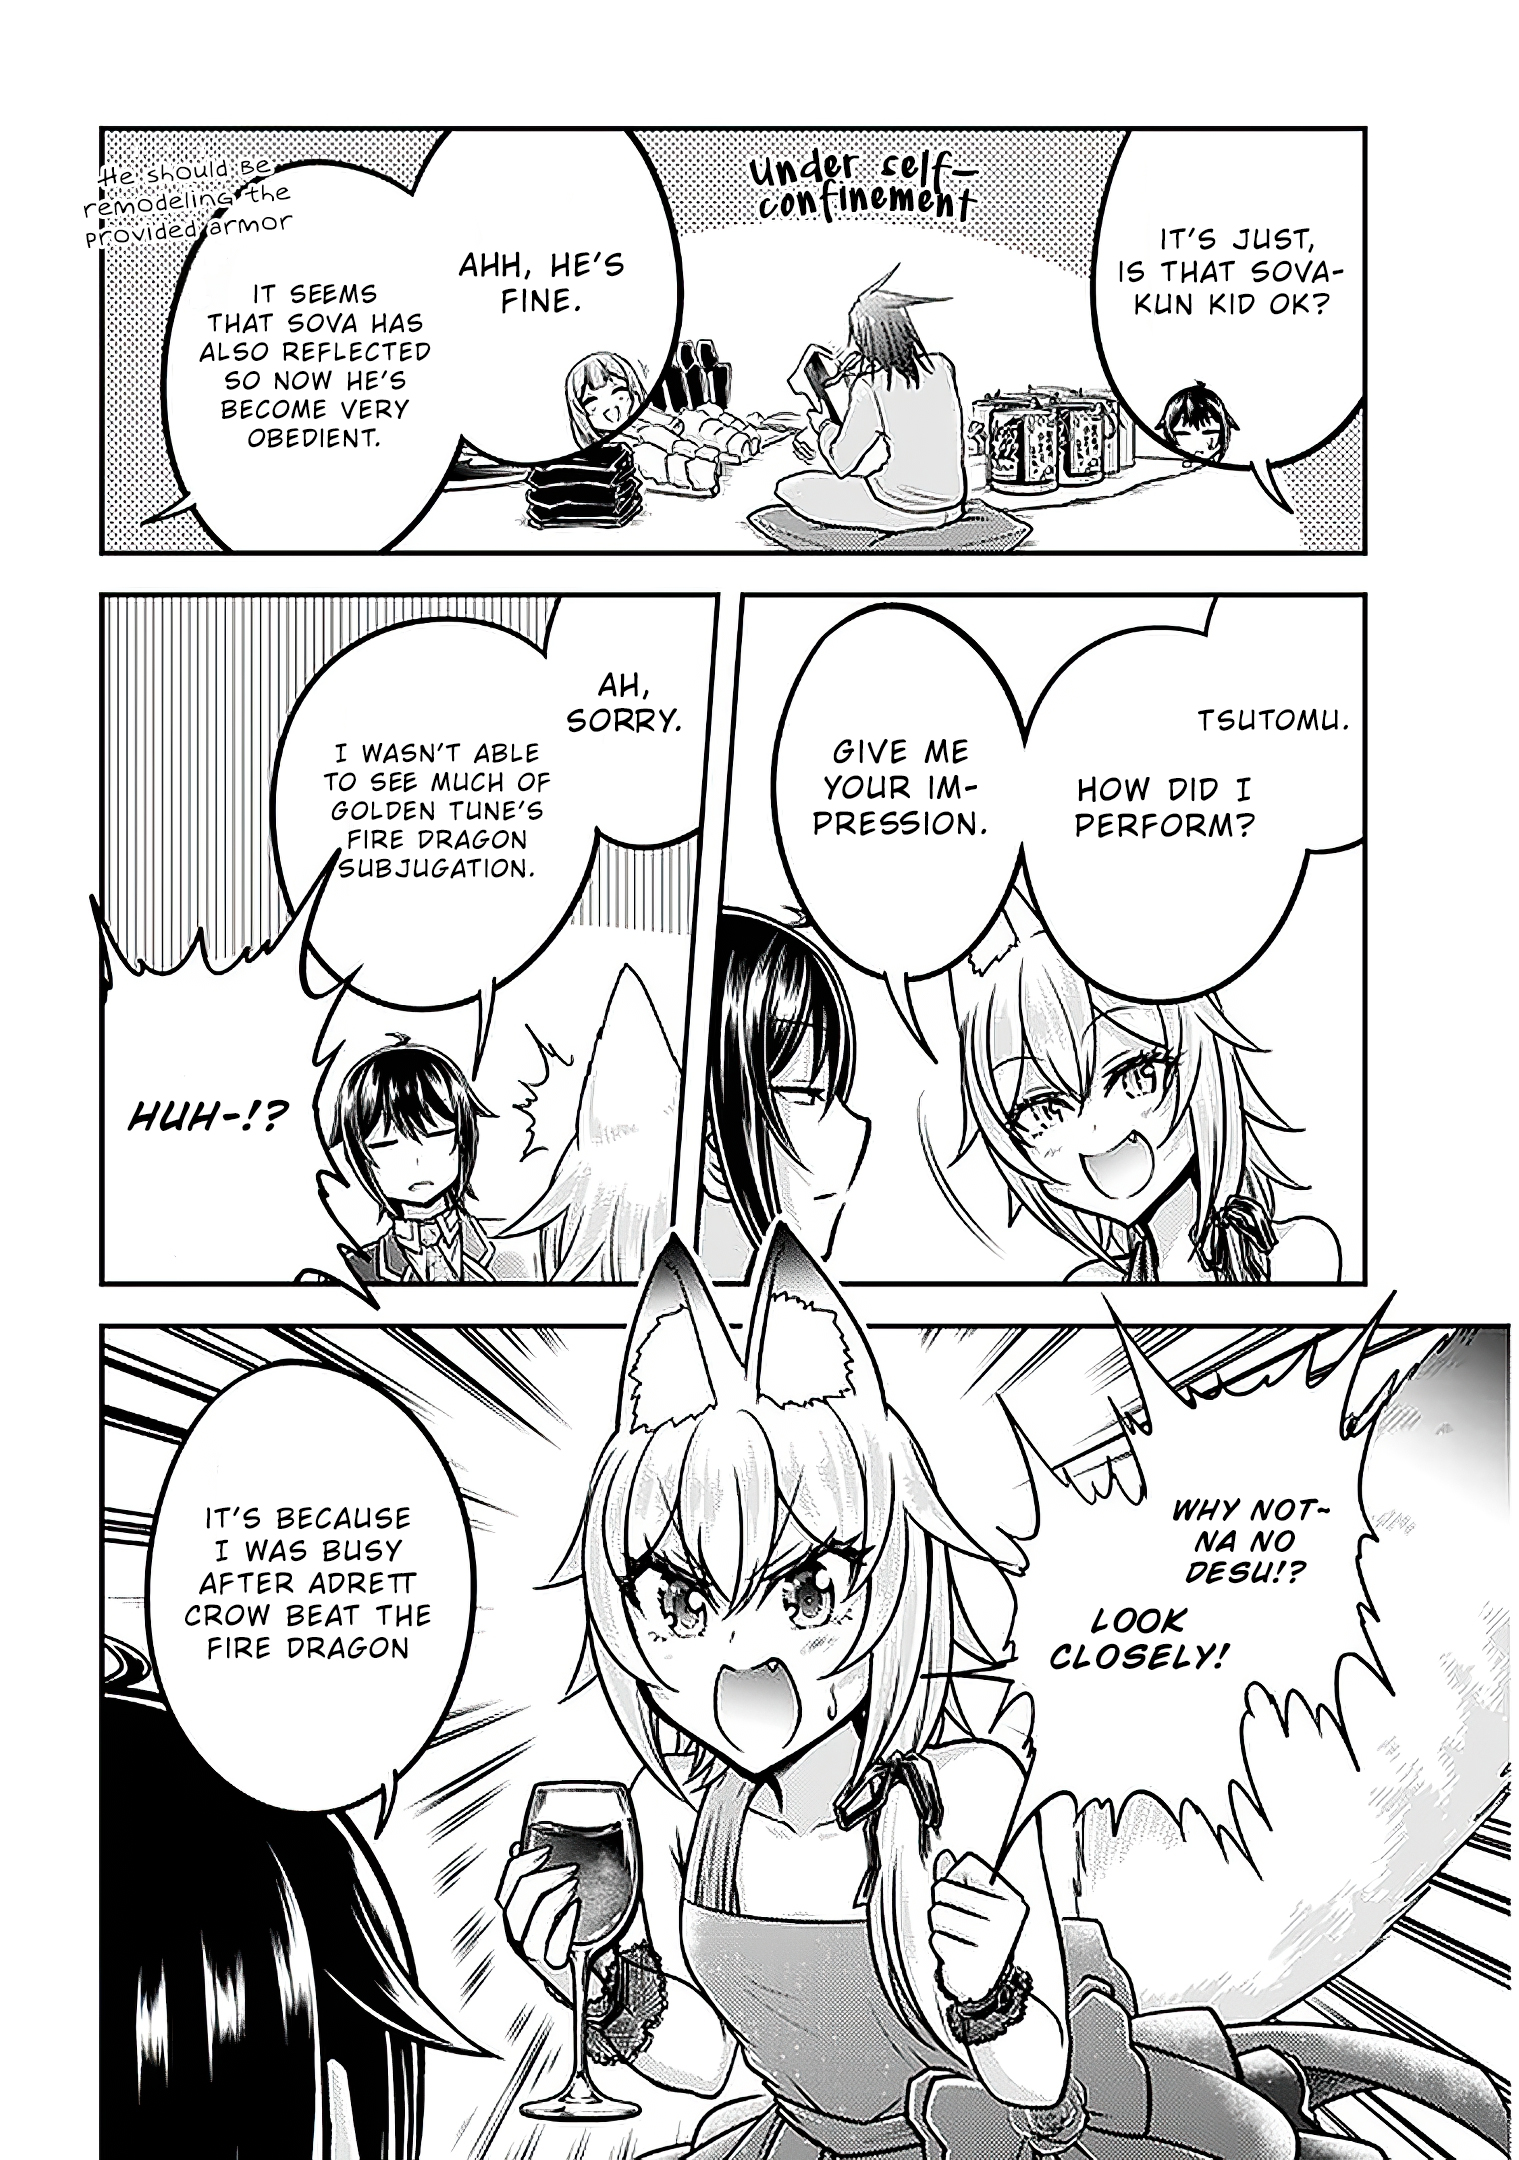 IT'S JUST,
IS THAT SOVA-
KUN KID OK?
under self-
confinement
AHH, HE'S
FINE.
IT SEEMS
THAT SOVA HAS
ALSO REFLECTED
SO NOW HE'S
BECOME VERY
OBEDIENT.
He should be
remodeling the
provided armor
TSUTOMU.
HOW DID I
PERFORM?
GIVE ME
YOUR IM-
PRESSION.
AH,
SORRY.
I WASN'T ABLE
TO SEE MUCH OF
GOLDEN TUNE'S
FIRE DRAGON
SUBJUGATION.
HUH-!?
WHY NOT~
NA NO
DESU!?
LOOK
CLOSELY!
IT'S BECAUSE
I WAS BUSY
AFTER ADRETT
CROW BEAT THE
FIRE DRAGON